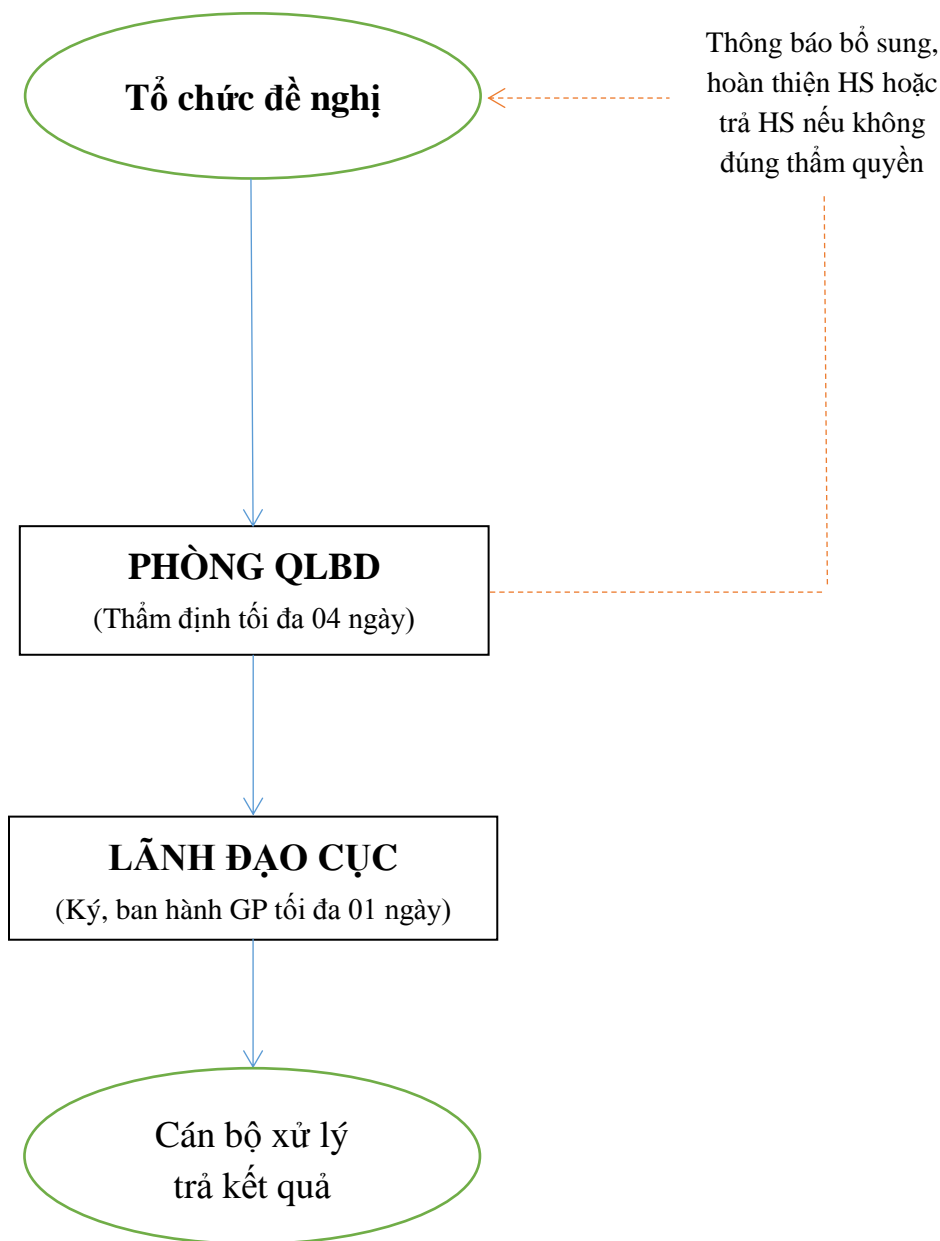 Tổ chức đề nghị
Thông báo bổ sung,
hoàn thiện HS hoặc
trả HS nếu không
đúng thẩm quyền
PHÒNG QLBD
(Thẩm định tối đa 04 ngày)
LÃNH ĐẠO CỤC
(Ký, ban hành GP tối đa 01 ngày)
Cán bộ xử lý
trả kết quả